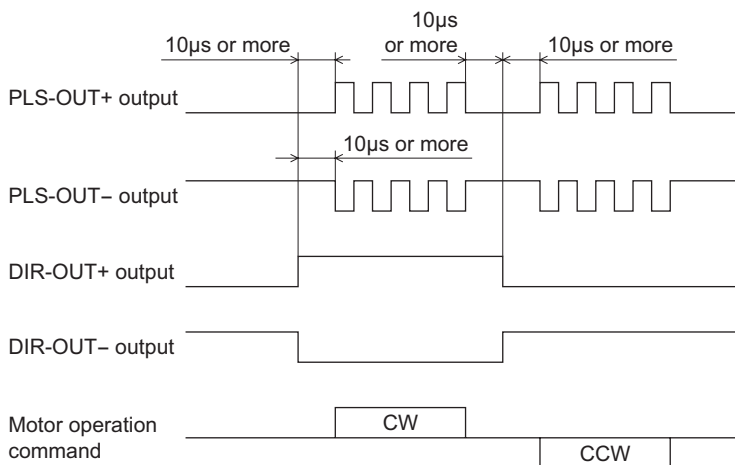 10µs
10µs or more
or more
10µs or more
PLS-OUT+ output
10µs or more
PLS-OUT− output
DIR-OUT+ output
DIR-OUT− output
Motor operation
command
CW
CCW